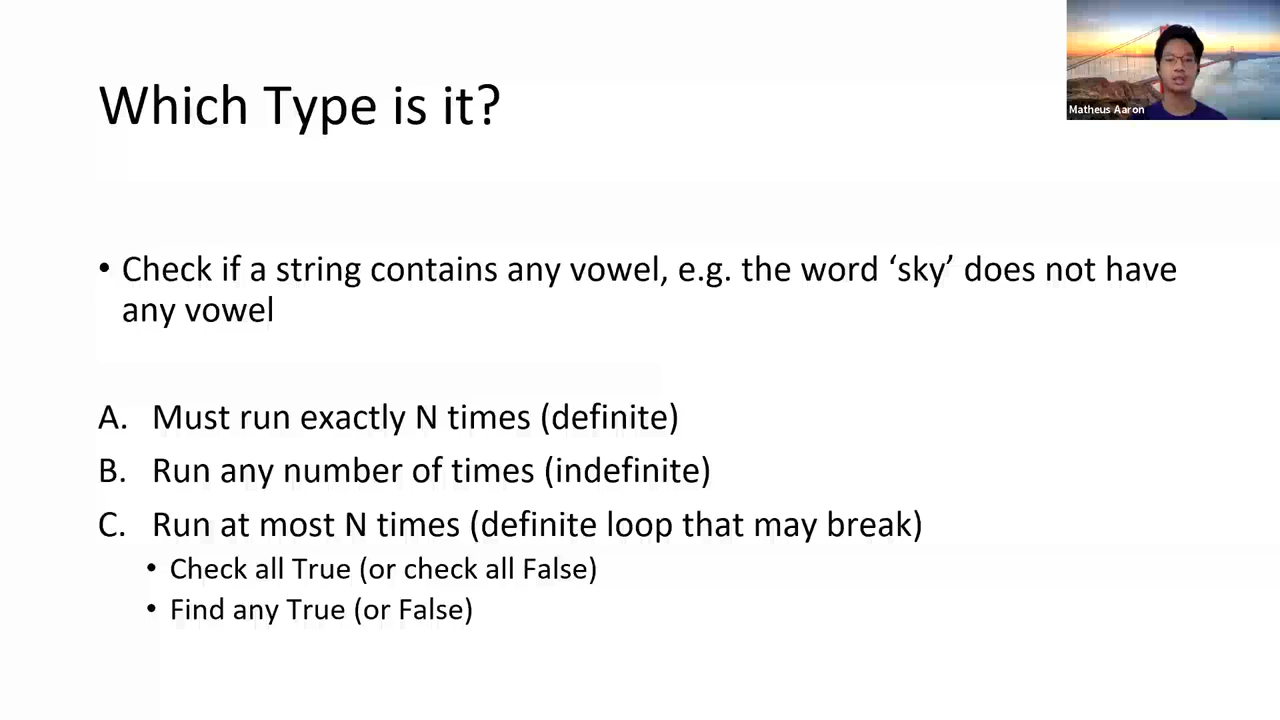 Which Type is it?
Matheus Aaron
• Check if a string contains any vowel, e.g. the word ‘sky’ does not have
any vowel
A. Must run exactly N times (definite)
B. Run any number of times (indefinite)
C. Run at most N times (definite loop that may break)
• Check all True (or check all False)
• Find any True (or False)